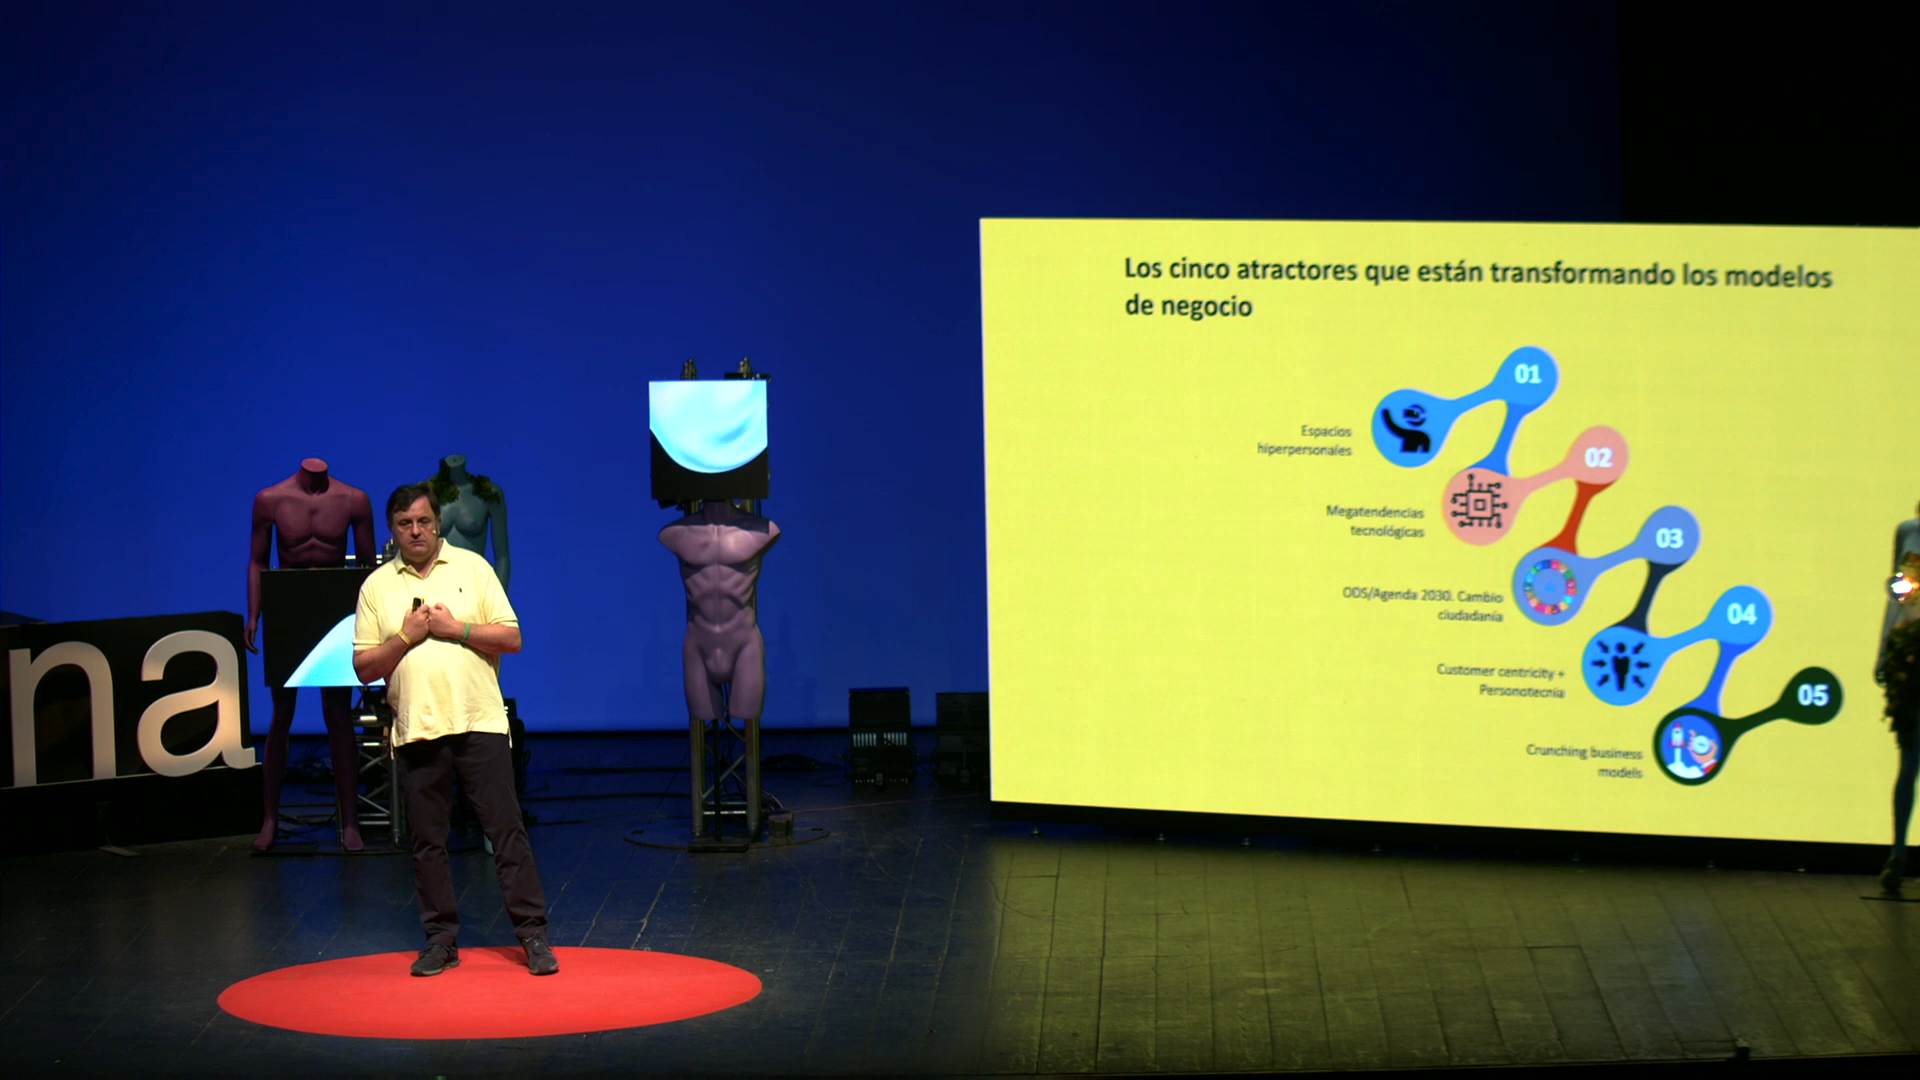 na
Los cinco atractores que están transformando los modelos
de negocio
01
Espacios
hiperpersonales
02
Megatendencias
tecnológicas
03
ODS/Agenda 2030. Cambio
ciudadanía
04
Customer centricity +
Personotecnia
05
Crunching business
models